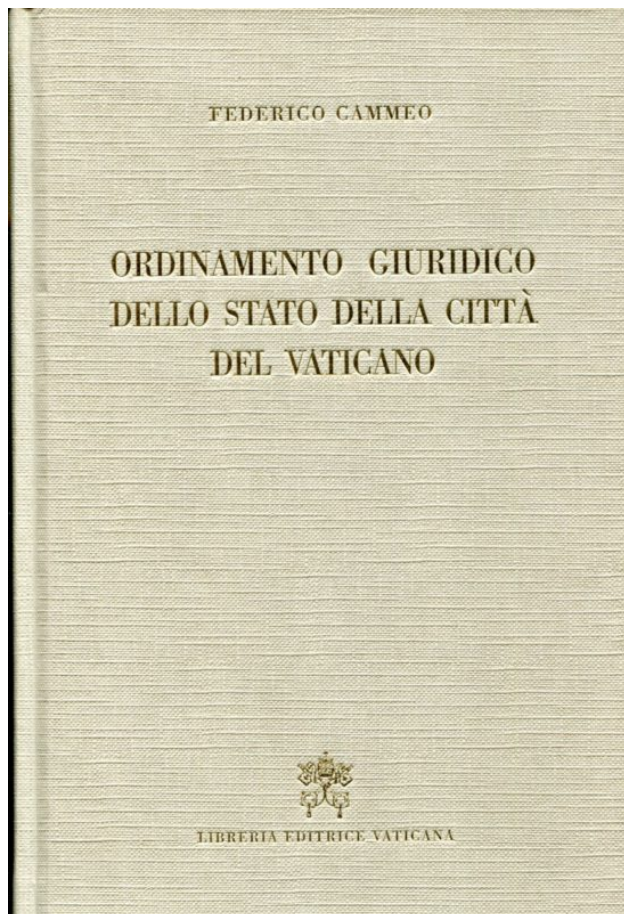 FEDERICO CAMMEO
ORDINAMENTO GIURIDICO
DELLO STATO DELLA CITTÀ
DEL VATICANO
LIBRERIA EDITRICE VATICANA